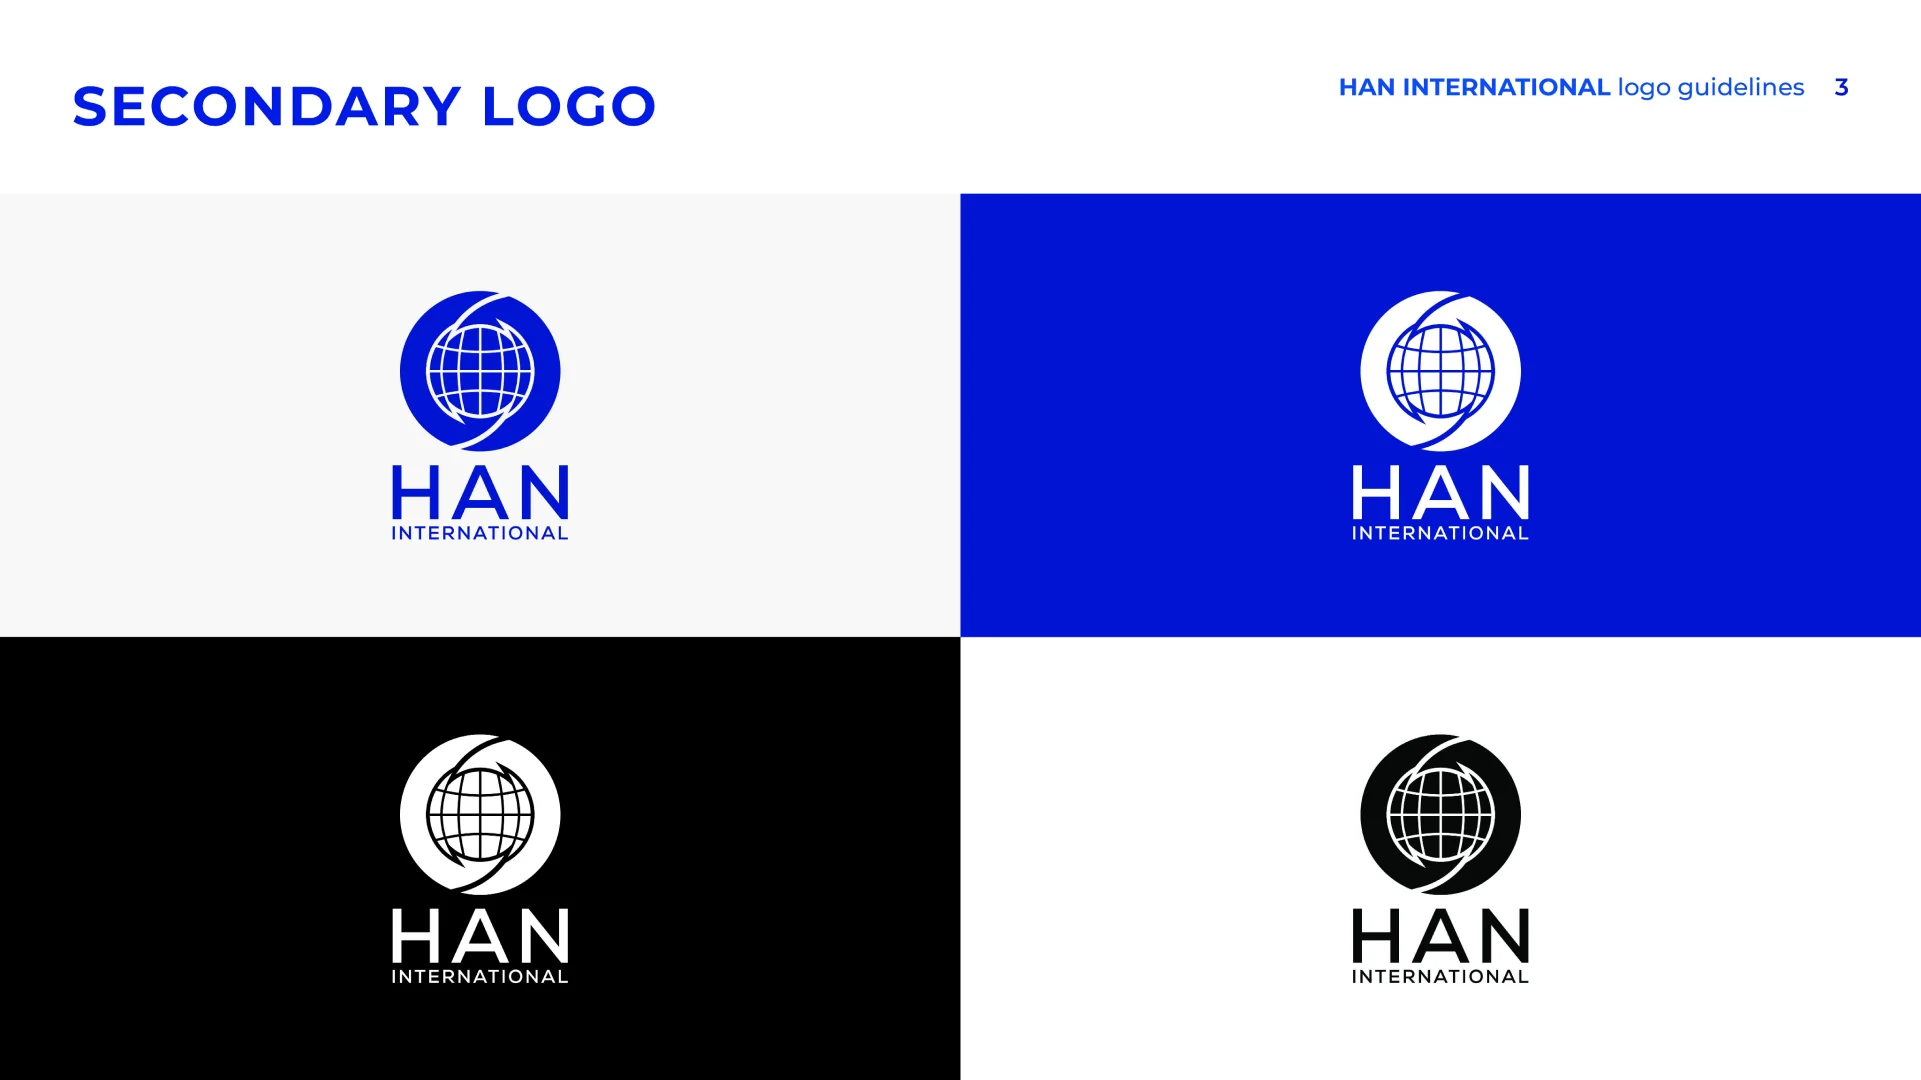 SECONDARY LOGO
HAN INTERNATIONAL logo guidelines 3
HAN
INTERNATIONAL
HAN
INTERNATIONAL
HAN
INTERNATIONAL
HAN
INTERNATIONAL